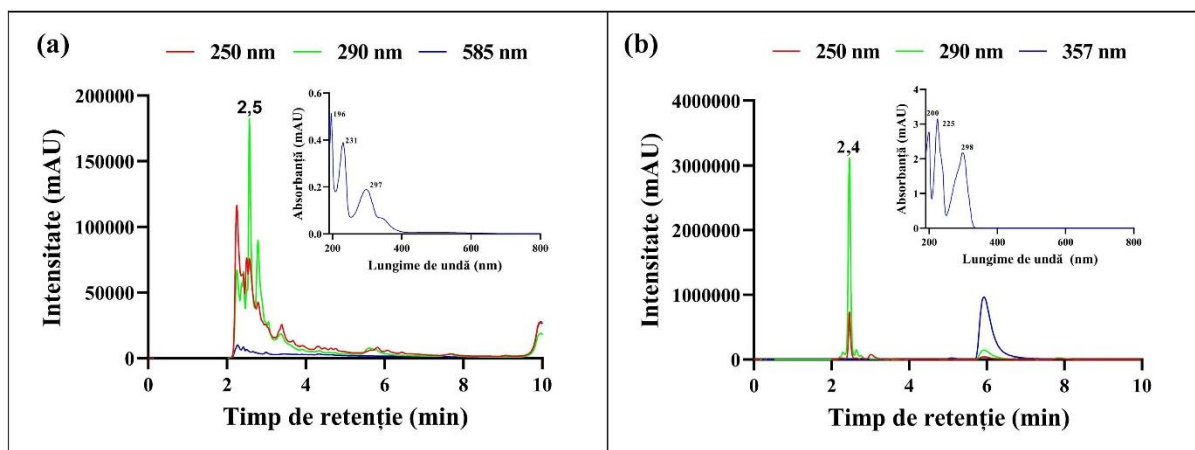 (a)
250 nm 290 nm 585 nm
2,5
Intensitate (mAU)
200000
150000
100000
50000
0
0 2 4 6 8 10
Timp de retenție (min)
Absorbanță (mAU)
0.6
0.4
0.2
0.0
196
231
297
200 400 600 800
Lungime de undă (nm)
(b)
250 nm 290 nm 357 nm
2,4
Intensitate (mAU)
4000000
3000000
2000000
1000000
0
0 2 4 6 8 10
Timp de retenție (min)
Absorbanță (mAU)
4
3
2
1
0
200
225
298
200 400 600 800
Lungime de undă (nm)